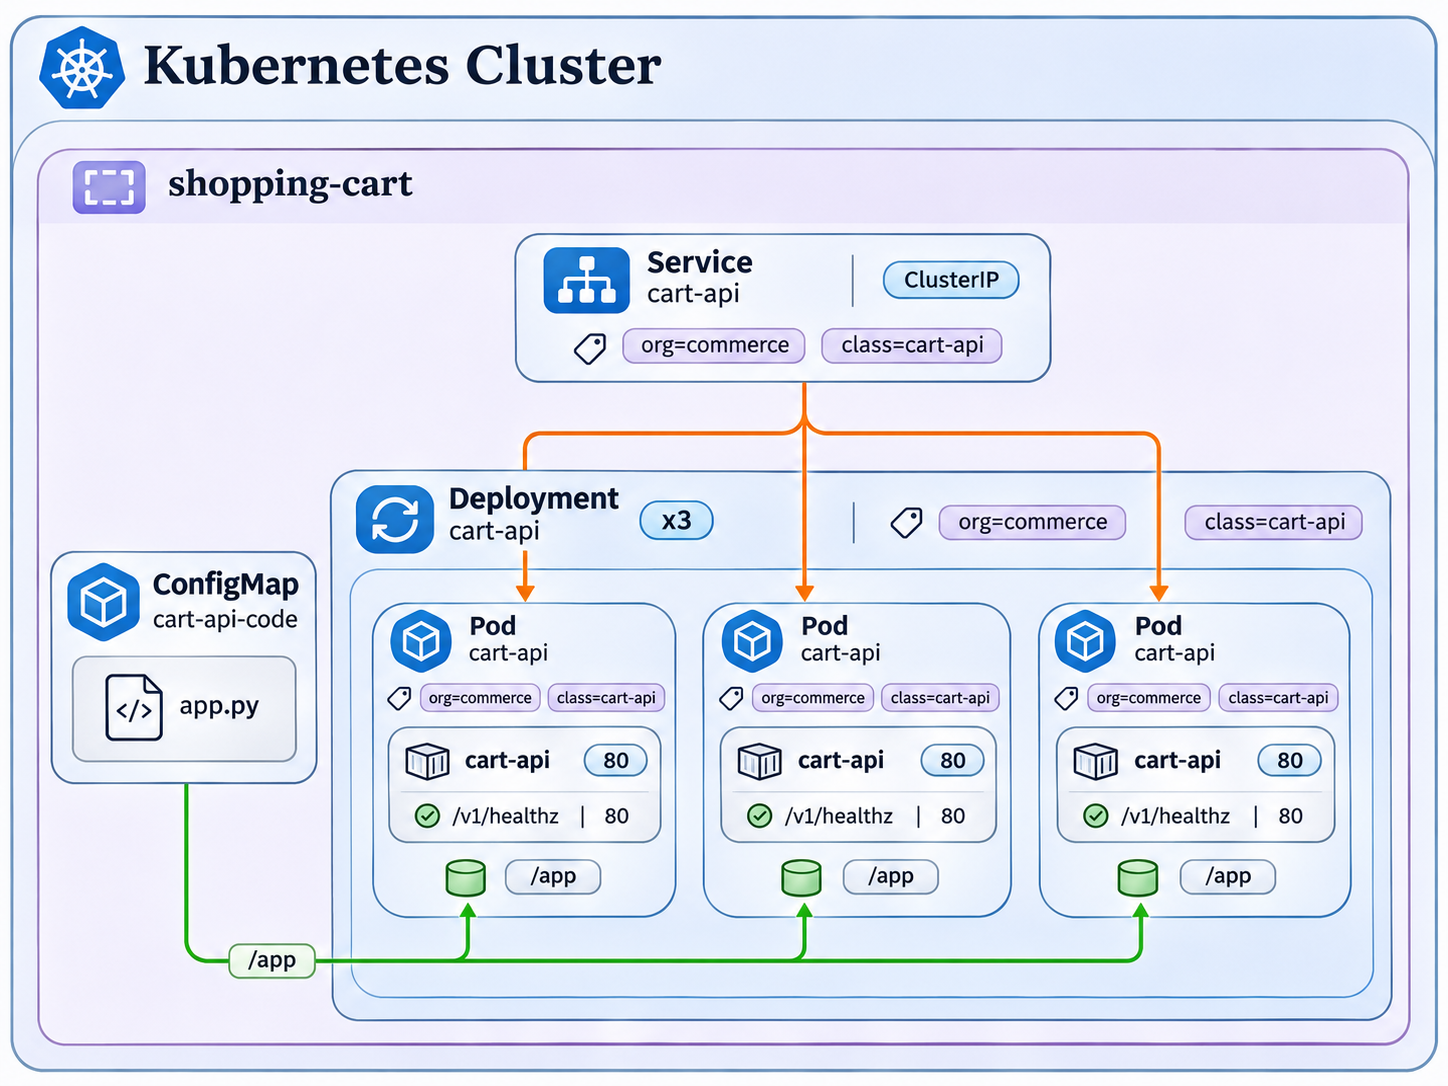 Kubernetes Cluster
shopping-cart
Service
cart-api
ClusterIP
org=commerce class=cart-api
Deployment
cart-api
x3
org=commerce class=cart-api
ConfigMap
cart-api-code
</> app.py
Pod
cart-api
org=commerce class=cart-api
cart-api 80
/v1/healthz | 80
/app
Pod
cart-api
org=commerce class=cart-api
cart-api 80
/v1/healthz | 80
/app
Pod
cart-api
org=commerce class=cart-api
cart-api 80
/v1/healthz | 80
/app
/app